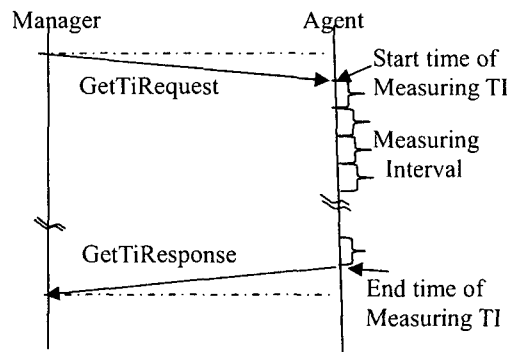 Manager
Agent
Start time of
Measuring TI
GetTiRequest
Measuring
Interval
GetTiResponse
End time of
Measuring TI